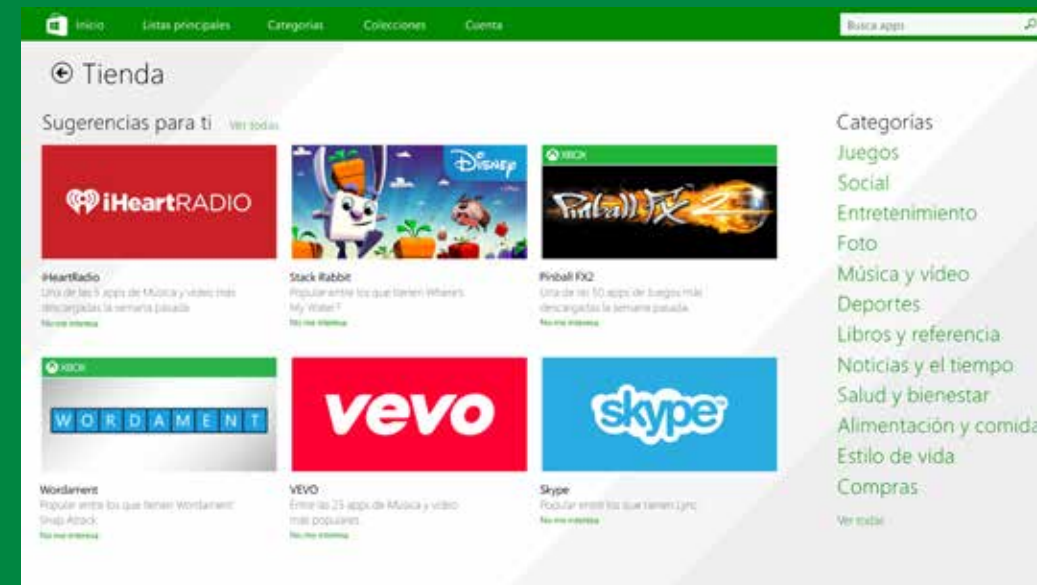 Inicio Listas principales Categorías Colecciones Cuenta Busca apps
Tienda
Sugerencias para ti Ver todas
iHeartRADIO
Disney
XBOX
Pinball FX 2
iHeartRadio
Una de las 5 apps de Música y vídeo más
descargadas la semana pasada.
No me interesa
Stack Rabbit
Popular entre los que tienen Where's
My Water?
No me interesa
Pinball FX2
Una de las 50 apps de Juegos más
descargadas la semana pasada.
No me interesa
XBOX
WORDAMENT
vevo
skype
Wordament
Popular entre los que tienen Wordament
Snap Attack.
No me interesa
VEVO
Entre las 25 apps de Música y vídeo
más populares.
No me interesa
Skype
Popular entre los que tienen Lync.
No me interesa
Categorías
Juegos
Social
Entretenimiento
Foto
Música y vídeo
Deportes
Libros y referencia
Noticias y el tiempo
Salud y bienestar
Alimentación y comida
Estilo de vida
Compras
Ver todas